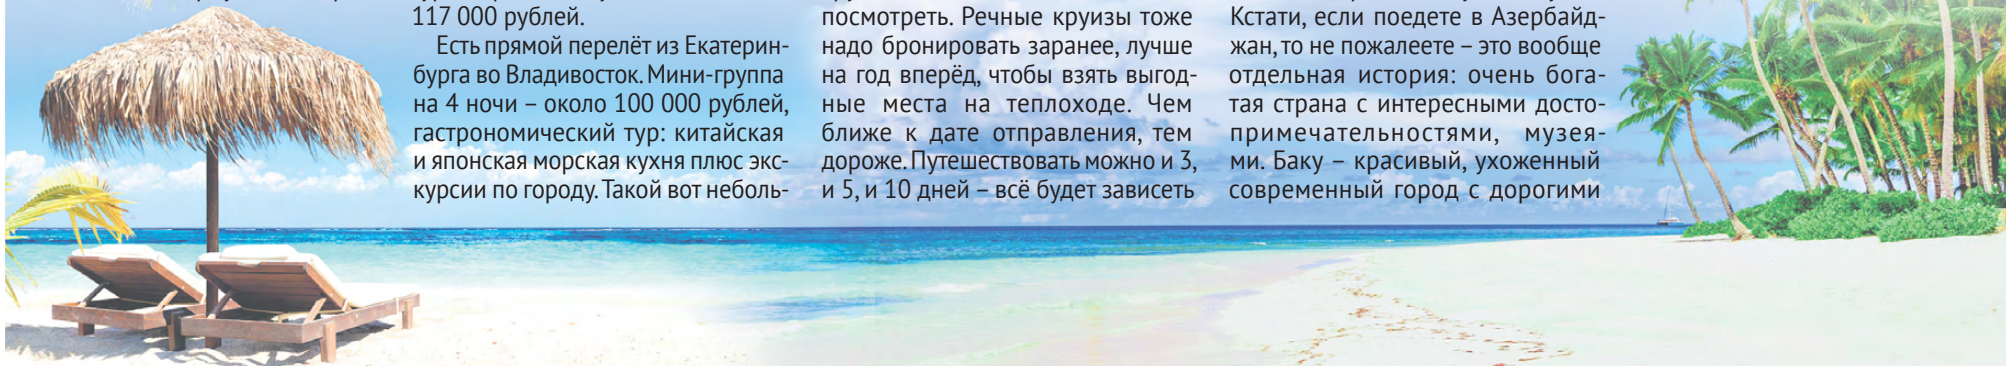 117 000 рублей.
Есть прямой перелёт из Екатерин-
бурга во Владивосток. Мини-группа
на 4 ночи – около 100 000 рублей,
гастрономический тур: китайская
и японская морская кухня плюс экс-
курсии по городу. Такой вот неболь-
посмотреть. Речные круизы тоже
надо бронировать заранее, лучше
на год вперёд, чтобы взять выгод-
ные места на теплоходе. Чем
ближе к дате отправления, тем
дороже. Путешествовать можно и 3,
и 5, и 10 дней – всё будет зависеть
Кстати, если поедете в Азербайд-
жан, то не пожалеете – это вообще
отдельная история: очень бога-
тая страна с интересными досто-
примечательностями, музея-
ми. Баку – красивый, ухоженный
современный город с дорогими